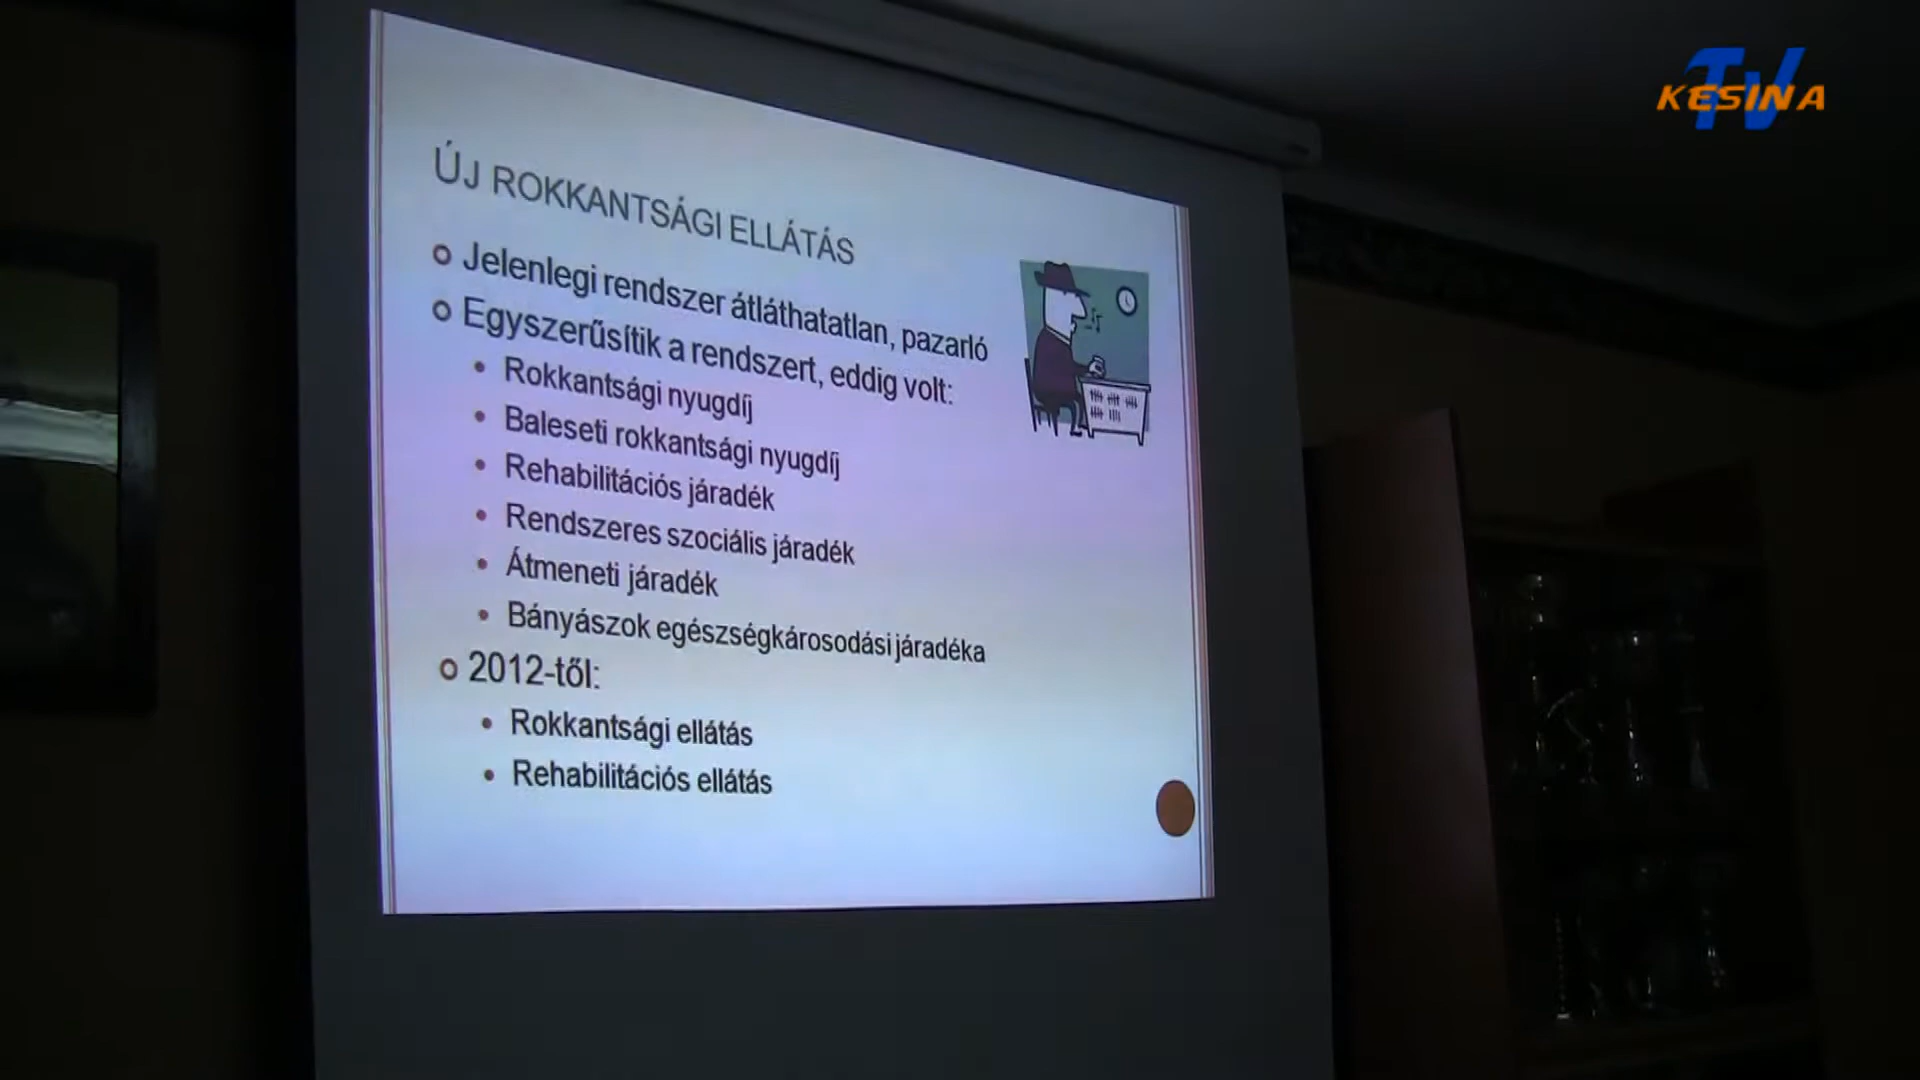 TV
KESINA
ÚJ ROKKANTSÁGI ELLÁTÁS
Jelenlegi rendszer átláthatatlan, pazarló
Egyszerűsítik a rendszert, eddig volt:
Rokkantsági nyugdíj
Baleseti rokkantsági nyugdíj
Rehabilitációs járadék
Rendszeres szociális járadék
Átmeneti járadék
Bányászok egészségkárosodási járadéka
2012-től:
Rokkantsági ellátás
Rehabilitációs ellátás